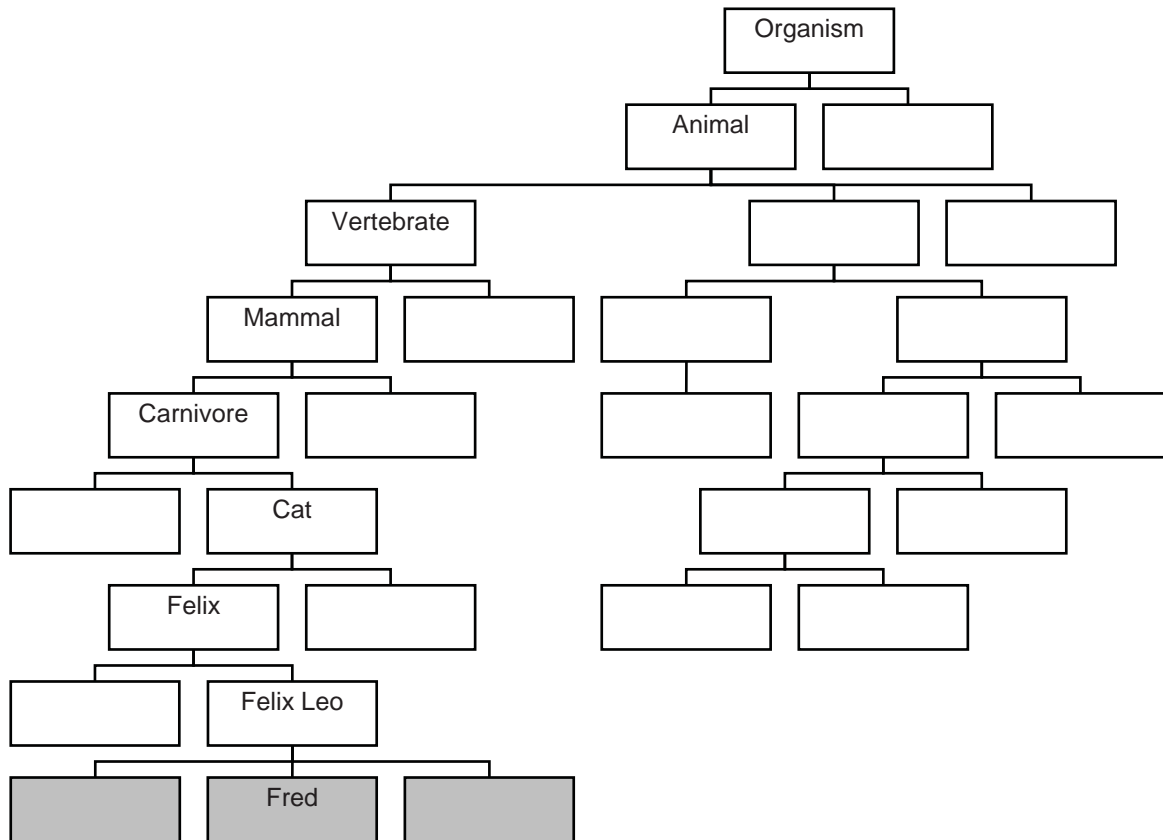 Organism
Animal
Vertebrate
Mammal
Carnivore
Cat
Felix
Felix Leo
Fred